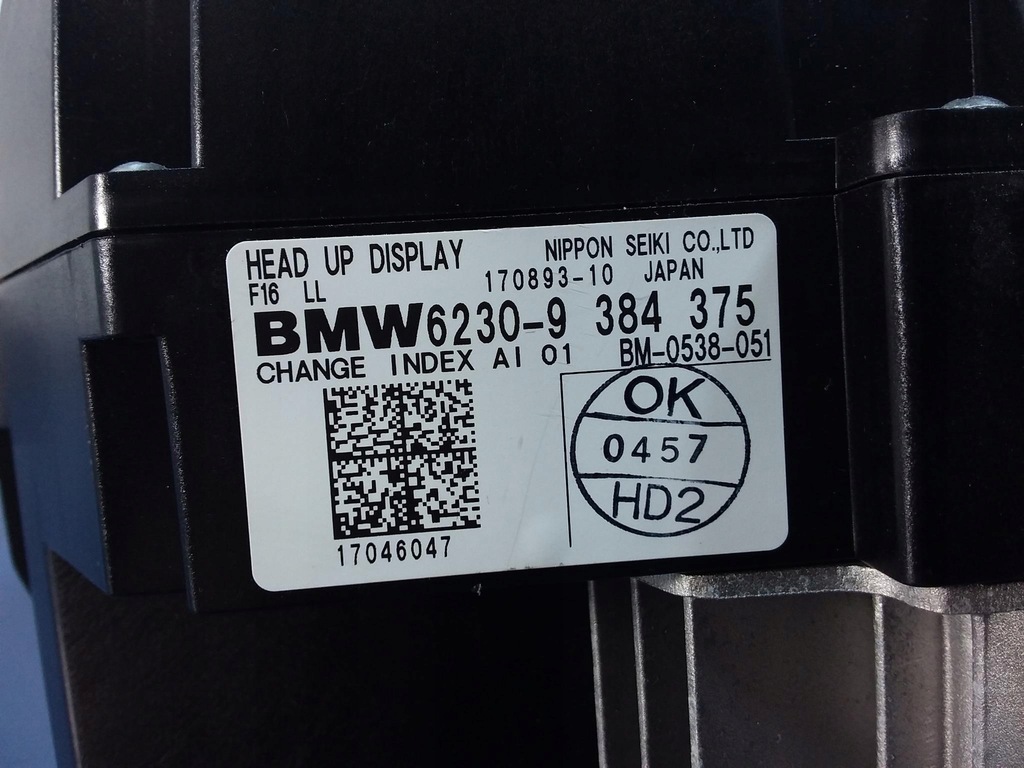 HEAD UP DISPLAY NIPPON SEIKI CO.,LTD
F16 LL 170893-10 JAPAN
BMW6230-9 384 375
CHANGE INDEX AI 01 BM-0538-051
OK
0457
HD2
17046047